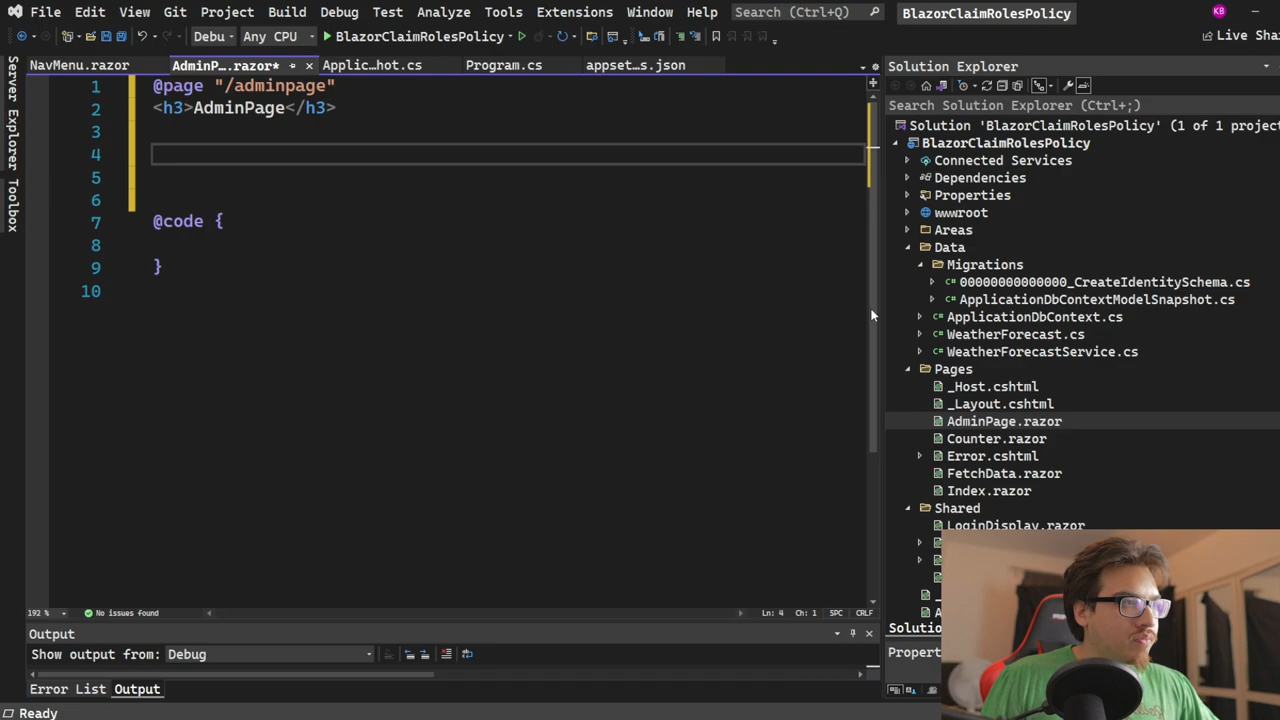 File Edit View Git Project Build Debug Test Analyze Tools Extensions Window Help Search (Ctrl+Q) BlazorClaimRolesPolicy KB
Debu Any CPU BlazorClaimRolesPolicy Live Sha
NavMenu.razor AdminP....razor* Applic...hot.cs Program.cs appset...s.json
Server Explorer
Toolbox
1 @page "/adminpage"
2 <h3>AdminPage</h3>
3
4
5
6
7 @code {
8
9 }
10
192 % No issues found Ln: 4 Ch: 1 SPC CRLF
Output
Show output from: Debug
Error List Output
Ready
Solution Explorer
Search Solution Explorer (Ctrl+;)
Solution 'BlazorClaimRolesPolicy' (1 of 1 project
BlazorClaimRolesPolicy
Connected Services
Dependencies
Properties
wwwroot
Areas
Data
Migrations
00000000000000_CreateIdentitySchema.cs
ApplicationDbContextModelSnapshot.cs
ApplicationDbContext.cs
WeatherForecast.cs
WeatherForecastService.cs
Pages
_Host.cshtml
_Layout.cshtml
AdminPage.razor
Counter.razor
Error.cshtml
FetchData.razor
Index.razor
Shared
LoginDisplay.razor
Solutio
Propert